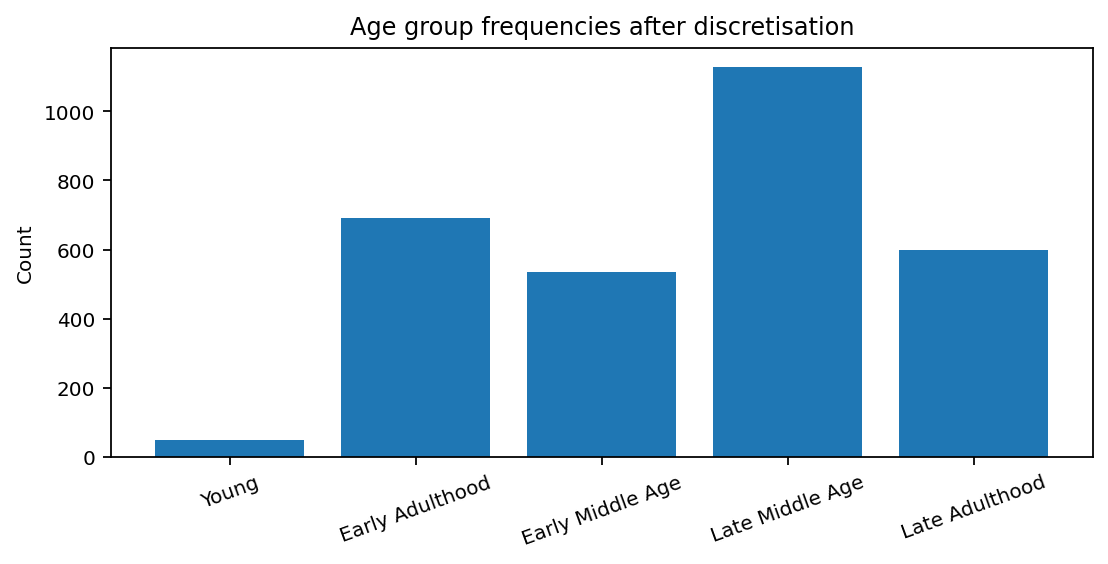 Age group frequencies after discretisation
Count
1000
800
600
400
200
0
Young
Early Adulthood
Early Middle Age
Late Middle Age
Late Adulthood